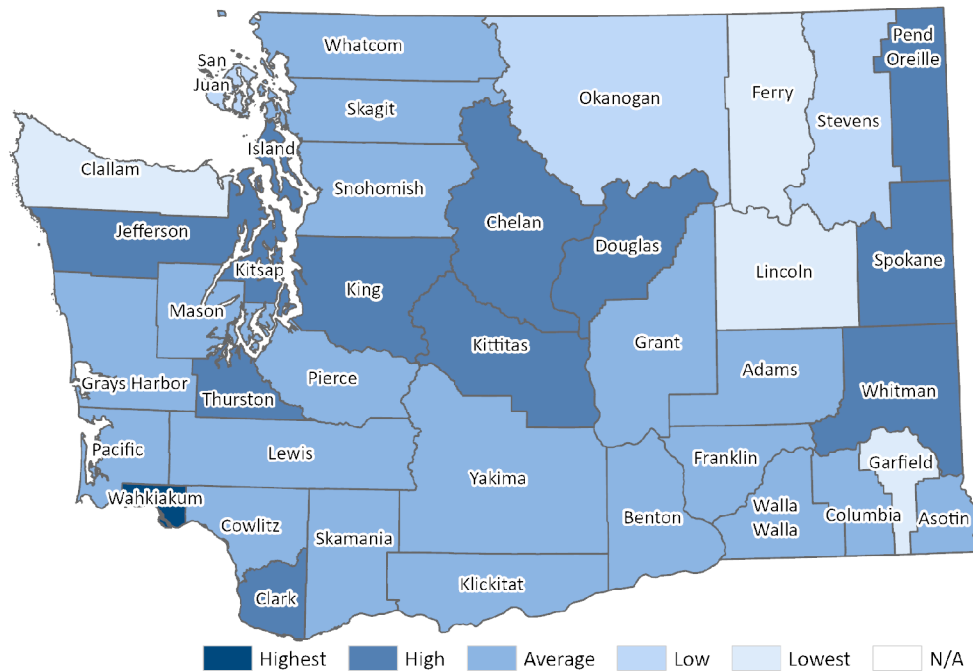 Whatcom
San
Juan
Skagit
Island
Clallam
Snohomish
Okanogan
Ferry
Stevens
Pend
Oreille
Jefferson
Kitsap
Chelan
Douglas
Lincoln
Spokane
King
Mason
Kittitas
Grant
Adams
Whitman
Grays Harbor
Thurston
Pierce
Pacific
Lewis
Yakima
Franklin
Garfield
Wahkiakum
Cowlitz
Skamania
Benton
Walla
Walla
Columbia
Asotin
Clark
Klickitat
Highest High Average Low Lowest N/A